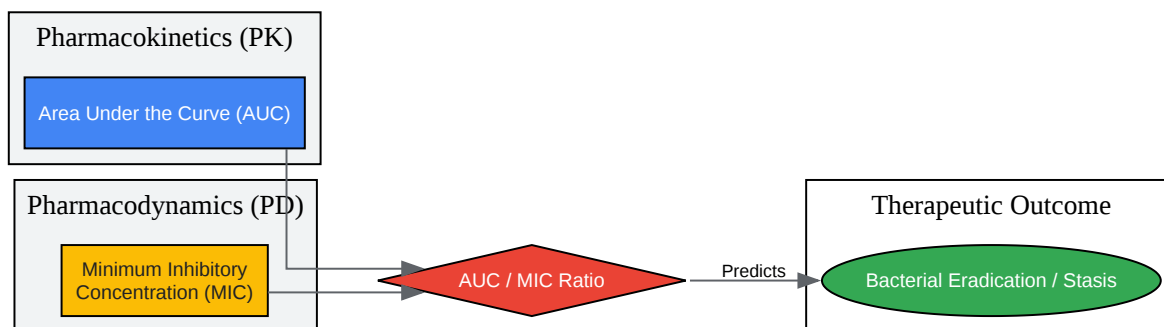 Pharmacokinetics (PK)
Area Under the Curve (AUC)
Pharmacodynamics (PD)
Minimum Inhibitory
Concentration (MIC)
AUC / MIC Ratio
Predicts
Therapeutic Outcome
Bacterial Eradication / Stasis